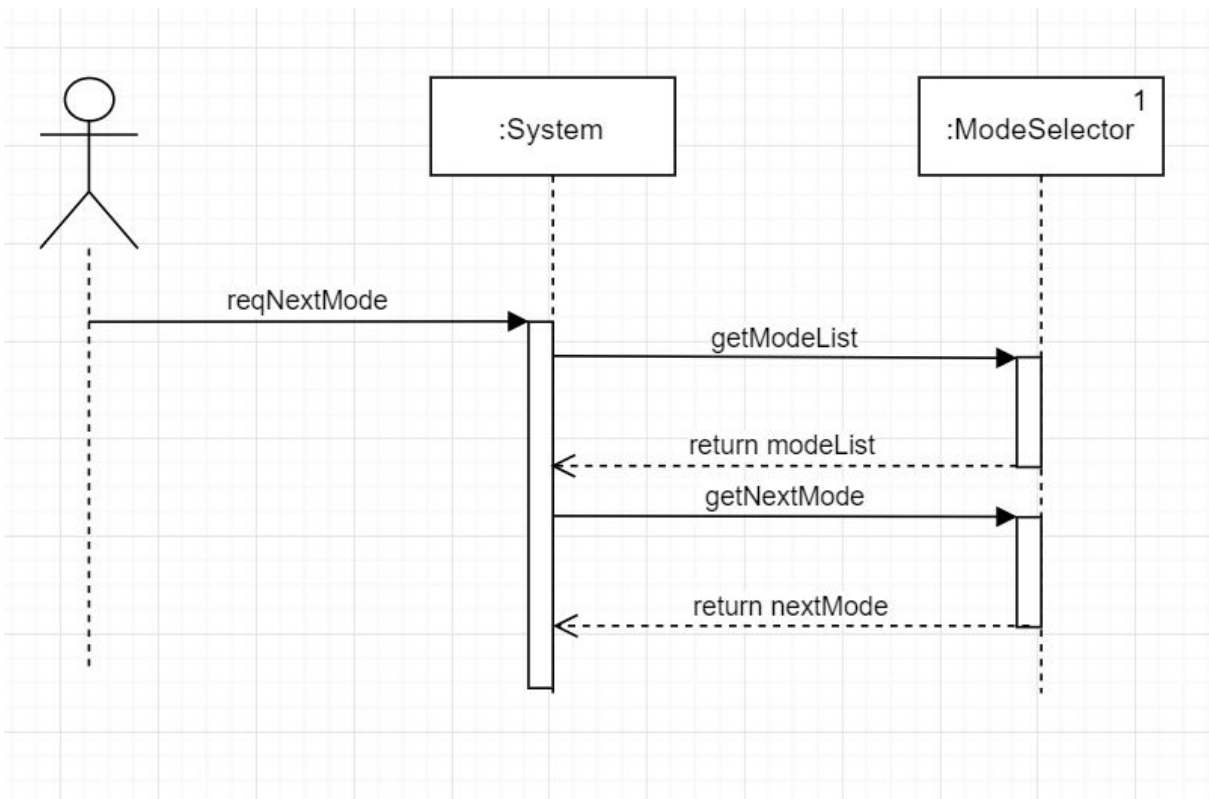 :System
1
:ModeSelector
reqNextMode
getModeList
return modeList
getNextMode
return nextMode